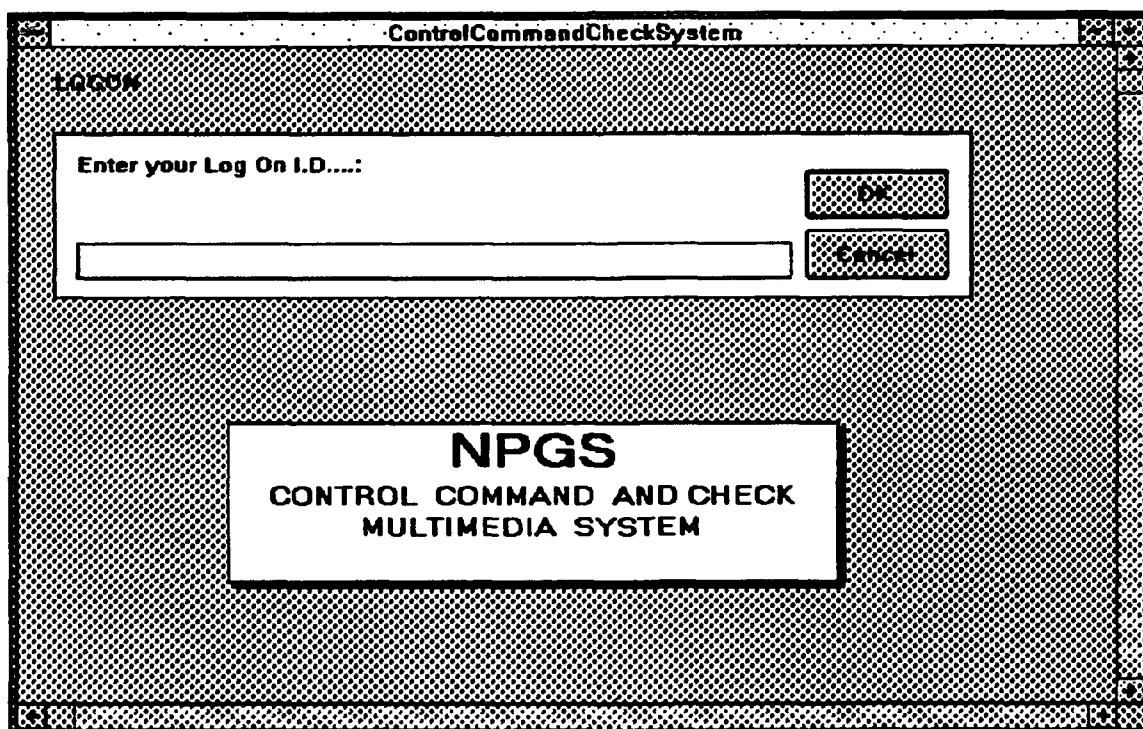 ControlCommandCheckSystem
LOGON
Enter your Log On I.D....:
OK
Cancel
NPGS
CONTROL COMMAND AND CHECK
MULTIMEDIA SYSTEM